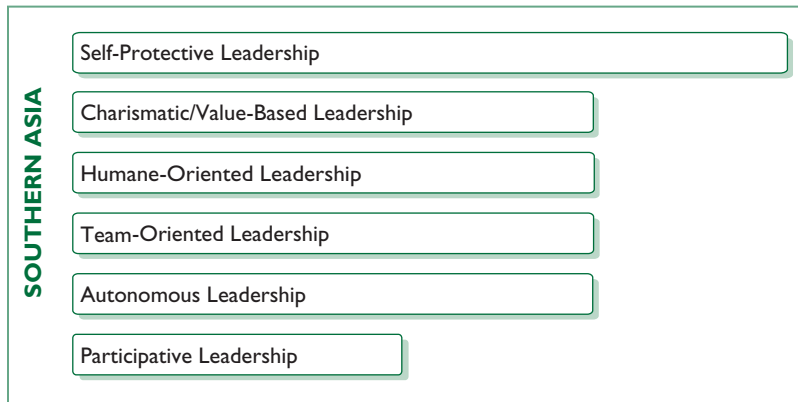 SOUTHERN ASIA
Self-Protective Leadership
Charismatic/Value-Based Leadership
Humane-Oriented Leadership
Team-Oriented Leadership
Autonomous Leadership
Participative Leadership